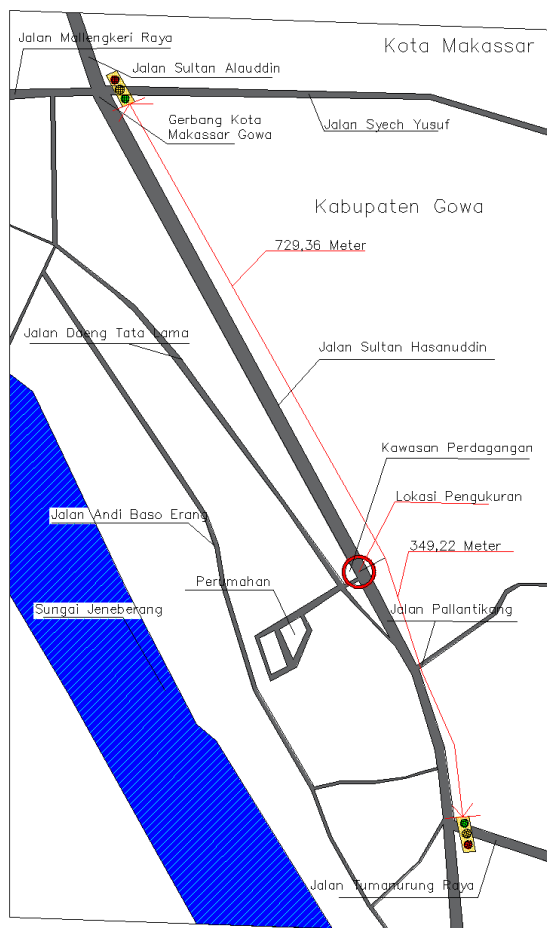 Jalan Mallengkeri Raya
Kota Makassar
Jalan Sultan Alauddin
Gerbang Kota
Makassar Gowa
Jalan Syech Yusuf
Kabupaten Gowa
729,36 Meter
Jalan Daeng Tata Lama
Jalan Sultan Hasanuddin
Kawasan Perdagangan
Lokasi Pengukuran
Jalan Andi Baso Erang
349,22 Meter
Perumahan
Sungai Jeneberang
Jalan Pallantikang
Jalan Tumanurung Raya